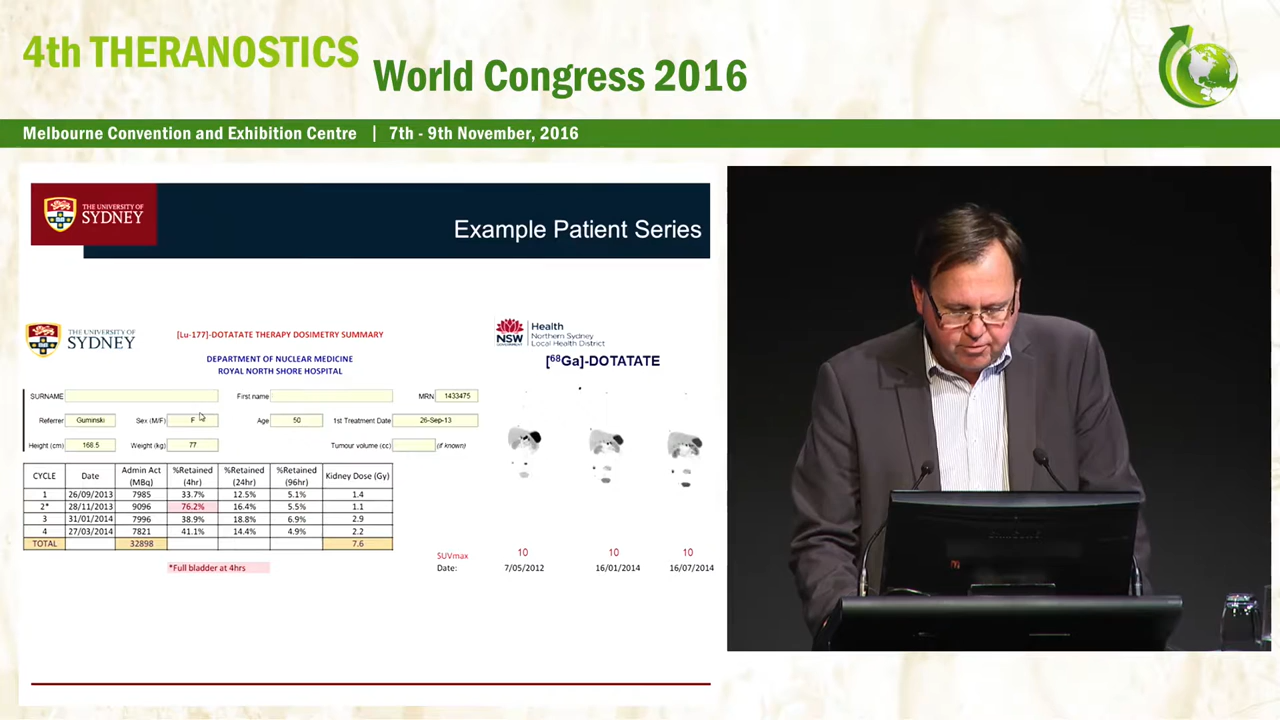 4th THERANOSTICS
World Congress 2016
Melbourne Convention and Exhibition Centre | 7th - 9th November, 2016
THE UNIVERSITY OF
SYDNEY
Example Patient Series
THE UNIVERSITY OF
SYDNEY
[Lu-177]-DOTATATE THERAPY DOSIMETRY SUMMARY
DEPARTMENT OF NUCLEAR MEDICINE
ROYAL NORTH SHORE HOSPITAL
NSW
GOVERNMENT
Health
Northern Sydney
Local Health District
[68Ga]-DOTATATE
SURNAME First name MRN 1433475
Referrer Guminski Sex (M/F) F Age 50 1st Treatment Date 26-Sep-13
Height (cm) 168.5 Weight (kg) 77 Tumour volume (cc) (if known)
CYCLE Date Admin Act (MBq) %Retained (4hr) %Retained (24hr) %Retained (96hr) Kidney Dose (Gy)
1 26/09/2013 7985 33.7% 12.5% 5.1% 1.4
2* 28/11/2013 9096 76.2% 16.4% 5.5% 1.1
3 31/01/2014 7996 38.9% 18.8% 6.9% 2.9
4 27/03/2014 7821 41.1% 14.4% 4.9% 2.2
TOTAL 32898 7.6
*Full bladder at 4hrs
SUVmax 10 10 10
Date: 7/05/2012 16/01/2014 16/07/2014